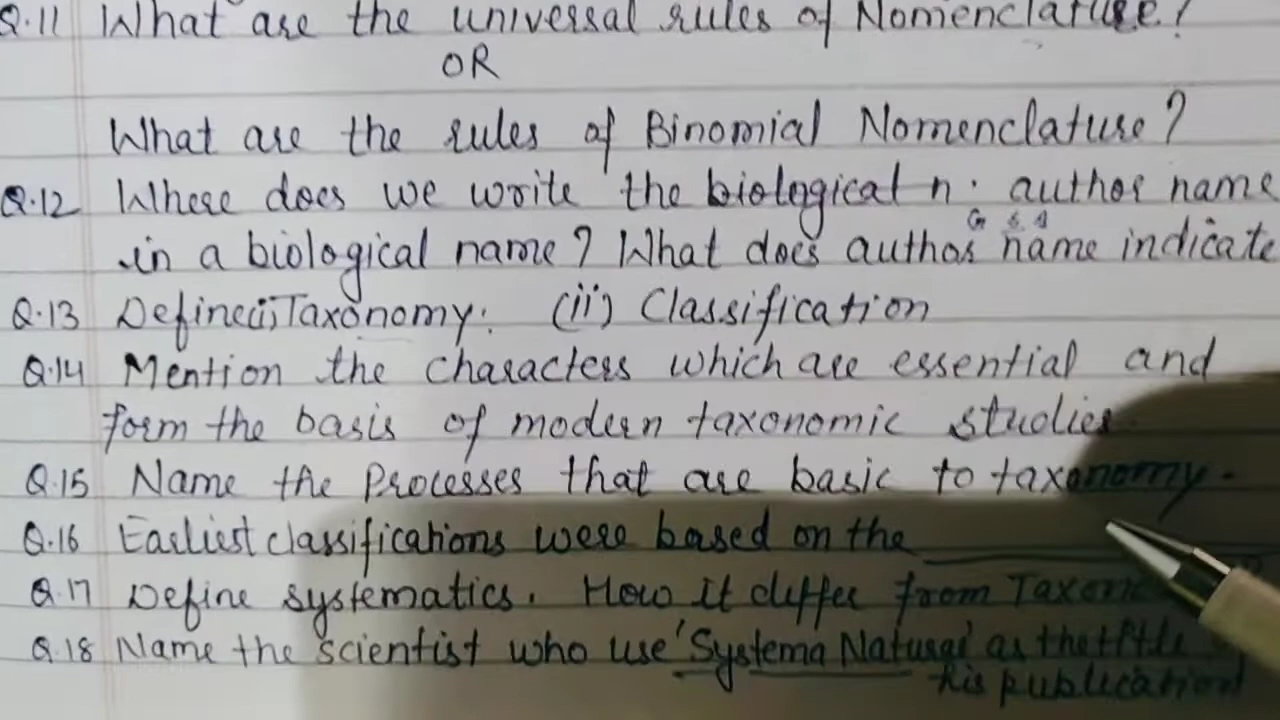 Q.11 What are the universal rules of Nomenclature?
OR
What are the rules of Binomial Nomenclature?
Q.12 Where does we write the biological n. author name
in a biological name? What does author name indicate
Q.13 Define(i) Taxonomy. (ii) Classification
Q.14 Mention the characters which are essential and
form the basis of modern taxonomic studies.
Q.15 Name the Processes that are basic to taxonomy.
Q.16 Earliest classifications were based on the
Q.17 Define systematics. How it differ from
Q.18 Name the scientist who use 'Systema Naturae' as the title
his publication